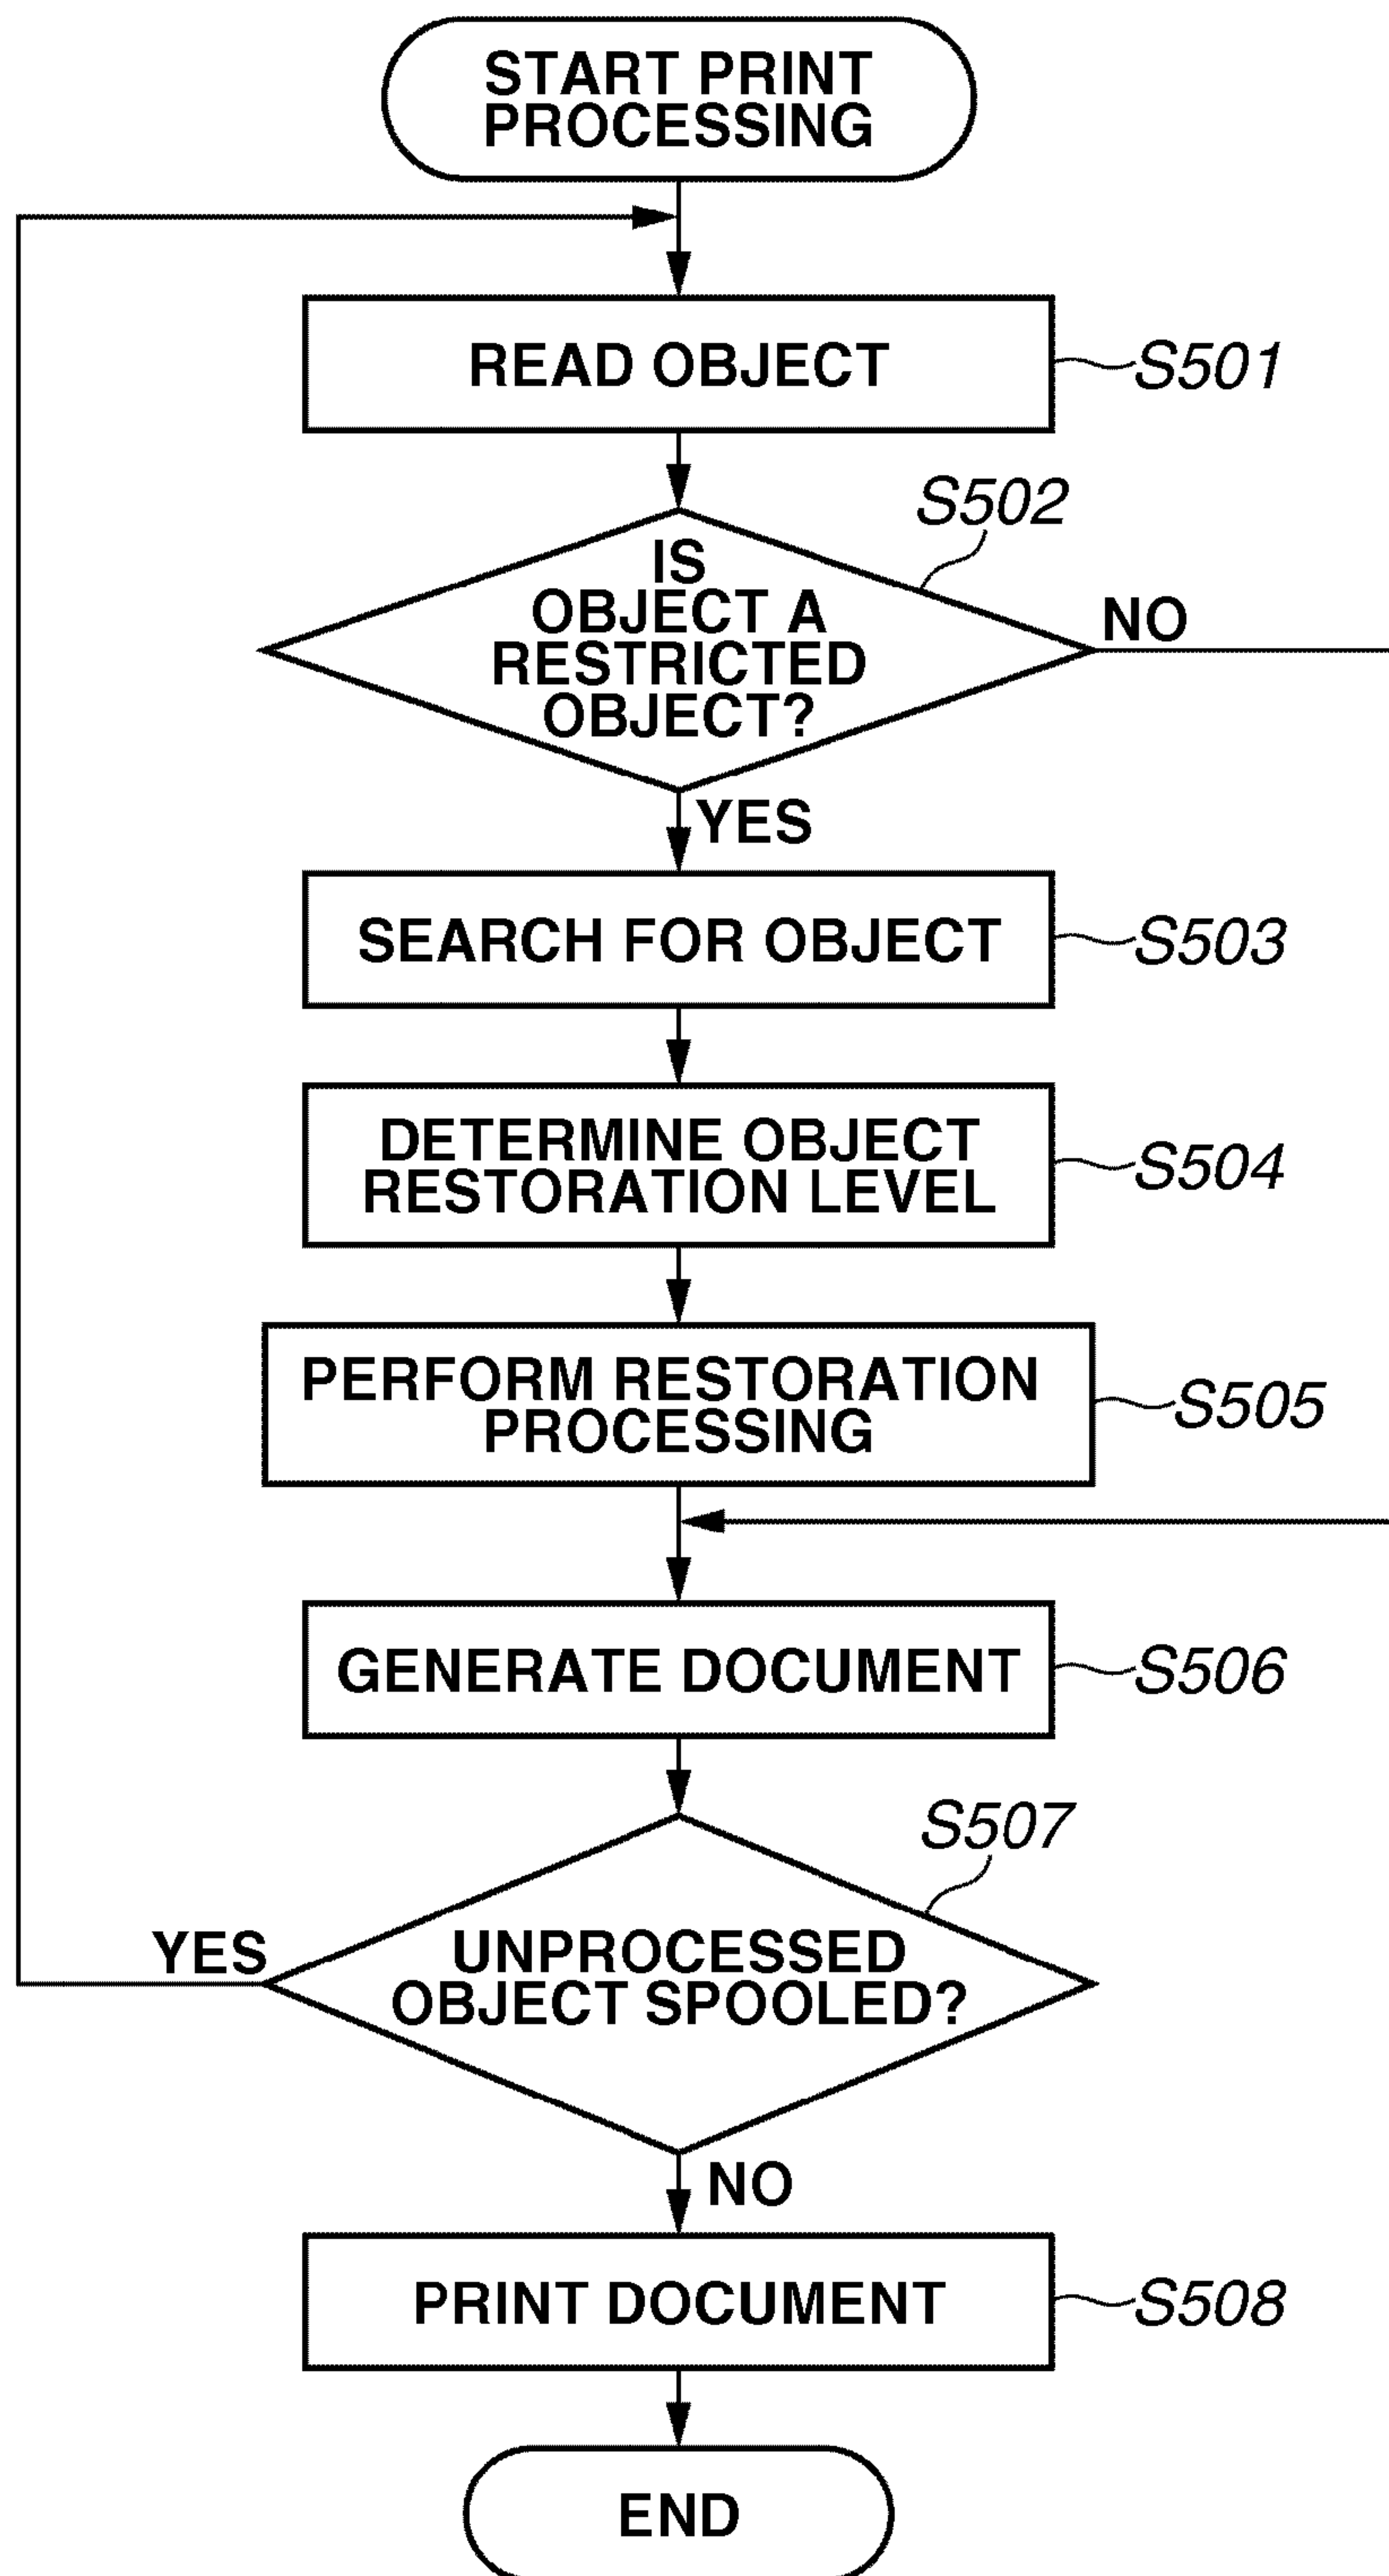 START PRINT
PROCESSING
READ OBJECT
S501
S502
IS
OBJECT A
RESTRICTED
OBJECT?
NO
YES
SEARCH FOR OBJECT
S503
DETERMINE OBJECT
RESTORATION LEVEL
S504
PERFORM RESTORATION
PROCESSING
S505
GENERATE DOCUMENT
S506
S507
YES
UNPROCESSED
OBJECT SPOOLED?
NO
PRINT DOCUMENT
S508
END